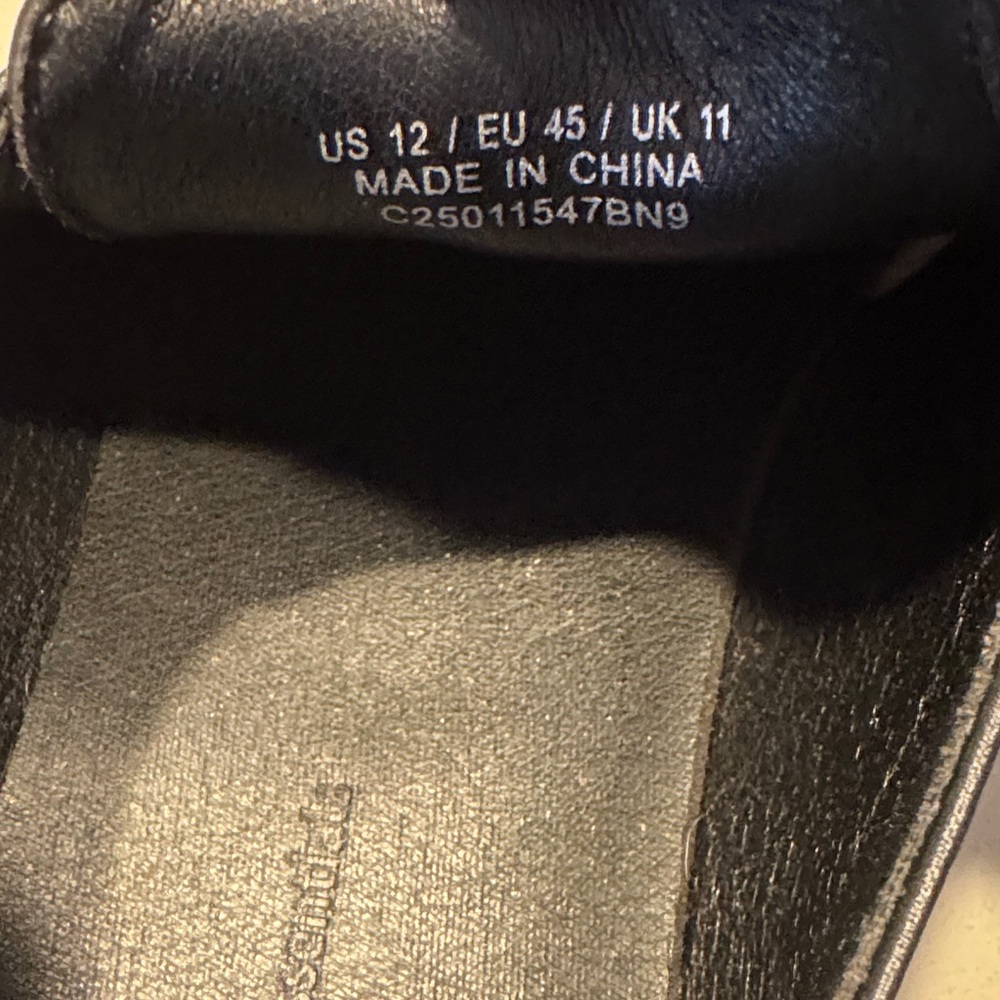 US 12 / EU 45 / UK 11
MADE IN CHINA
C25011547BN9